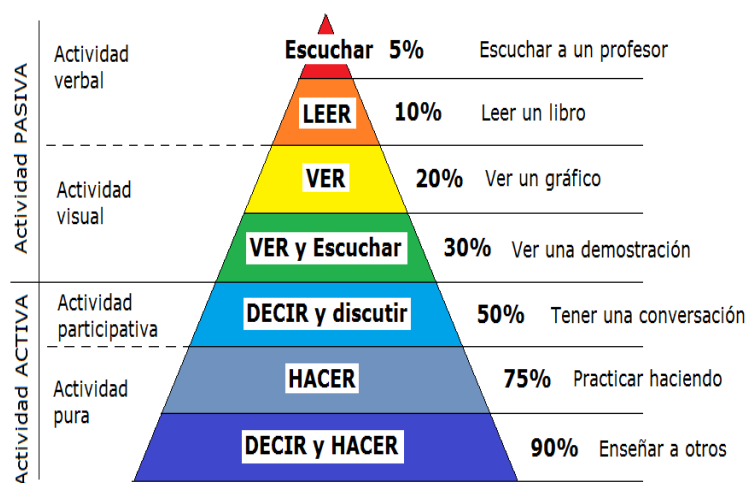 Actividad PASIVA
Actividad
verbal
Escuchar 5% Escuchar a un profesor
LEER 10% Leer un libro
Actividad
visual
VER 20% Ver un gráfico
VER y Escuchar 30% Ver una demostración
Actividad ACTIVA
Actividad
participativa
DECIR y discutir 50% Tener una conversación
Actividad
pura
HACER 75% Practicar haciendo
DECIR y HACER 90% Enseñar a otros